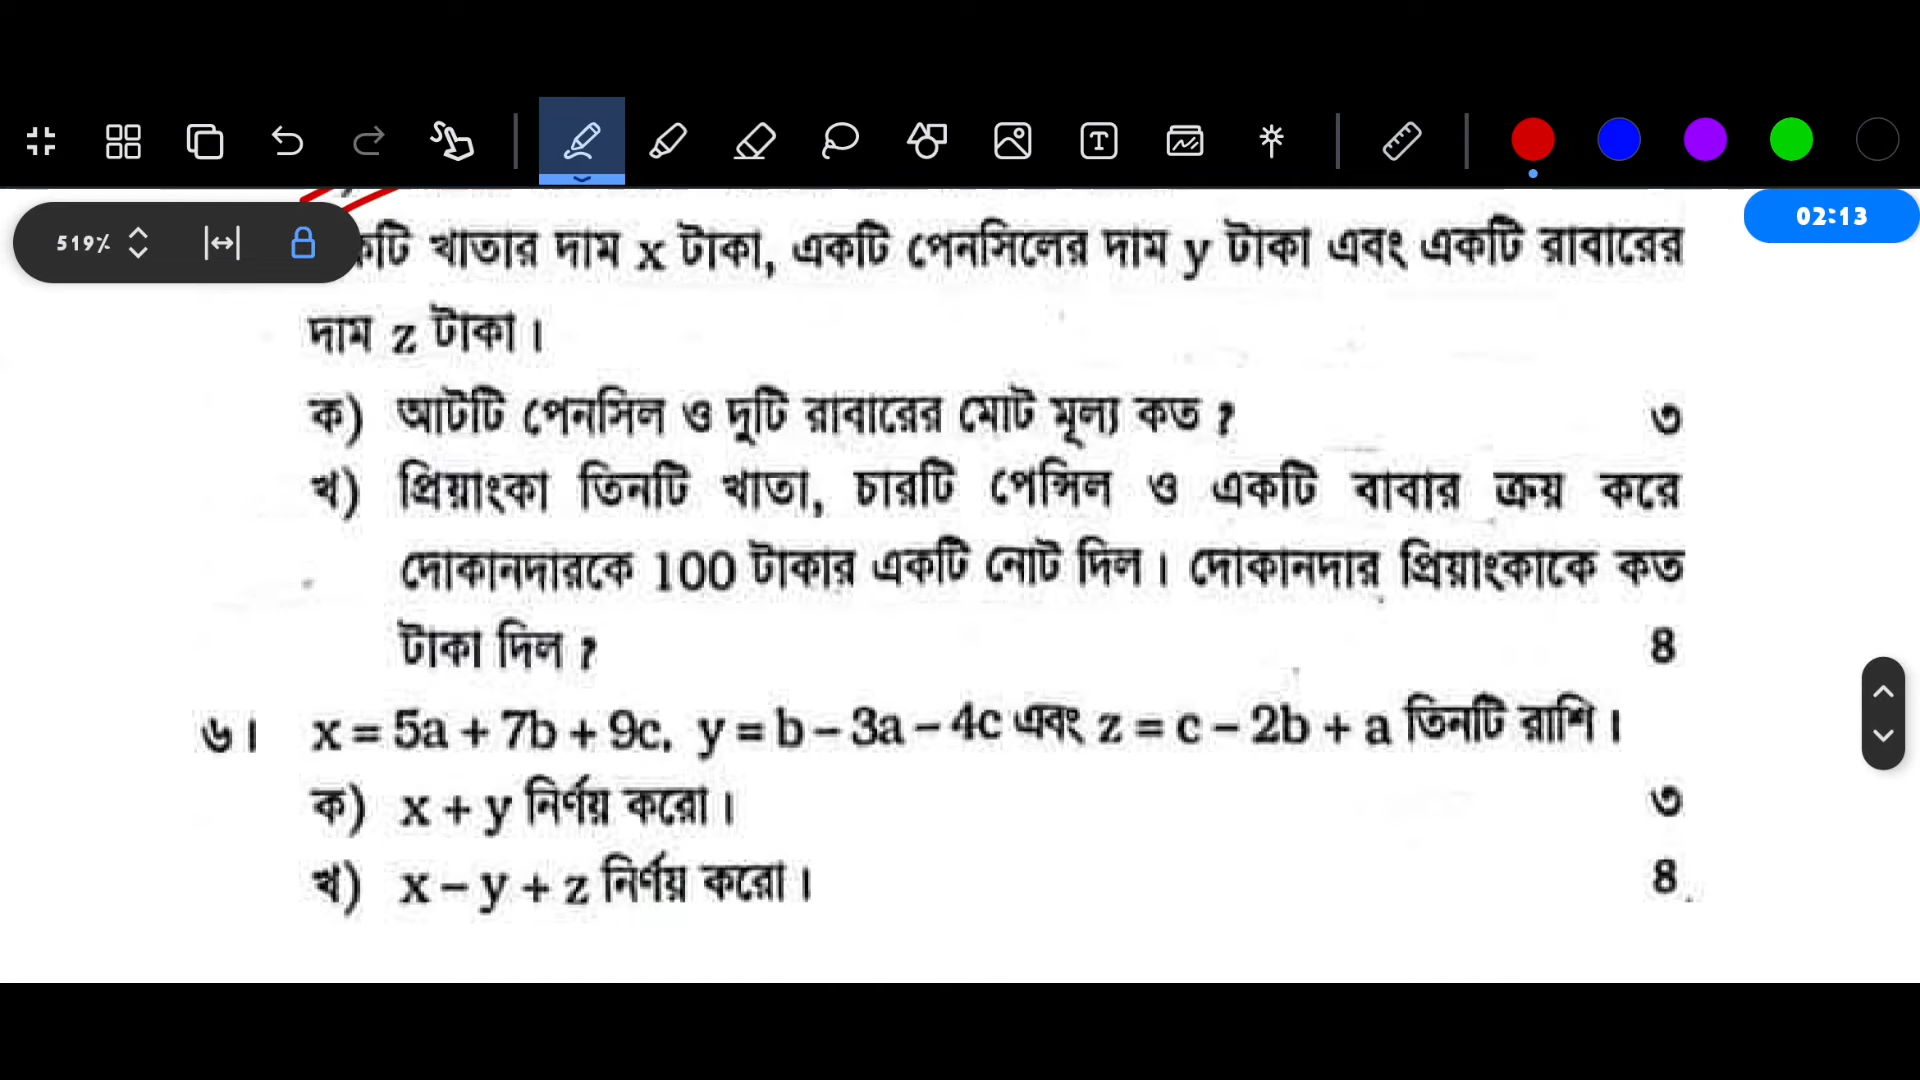 519%
02:13
টি খাতার দাম x টাকা, একটি পেনসিলের দাম y টাকা এবং একটি রাবারের
দাম z টাকা।
ক) আটটি পেনসিল ও দুটি রাবারের মোট মূল্য কত ? ৩
খ) প্রিয়াংকা তিনটি খাতা, চারটি পেন্সিল ও একটি বাবার ক্রয় করে
দোকানদারকে 100 টাকার একটি নোট দিল। দোকানদার প্রিয়াংকাকে কত
টাকা দিল ? 8
৬। x = 5a + 7b + 9c, y = b – 3a – 4c এবং z = c – 2b + a তিনটি রাশি।
ক) x + y নির্ণয় করো। ৩
খ) x – y + z নির্ণয় করো। 8